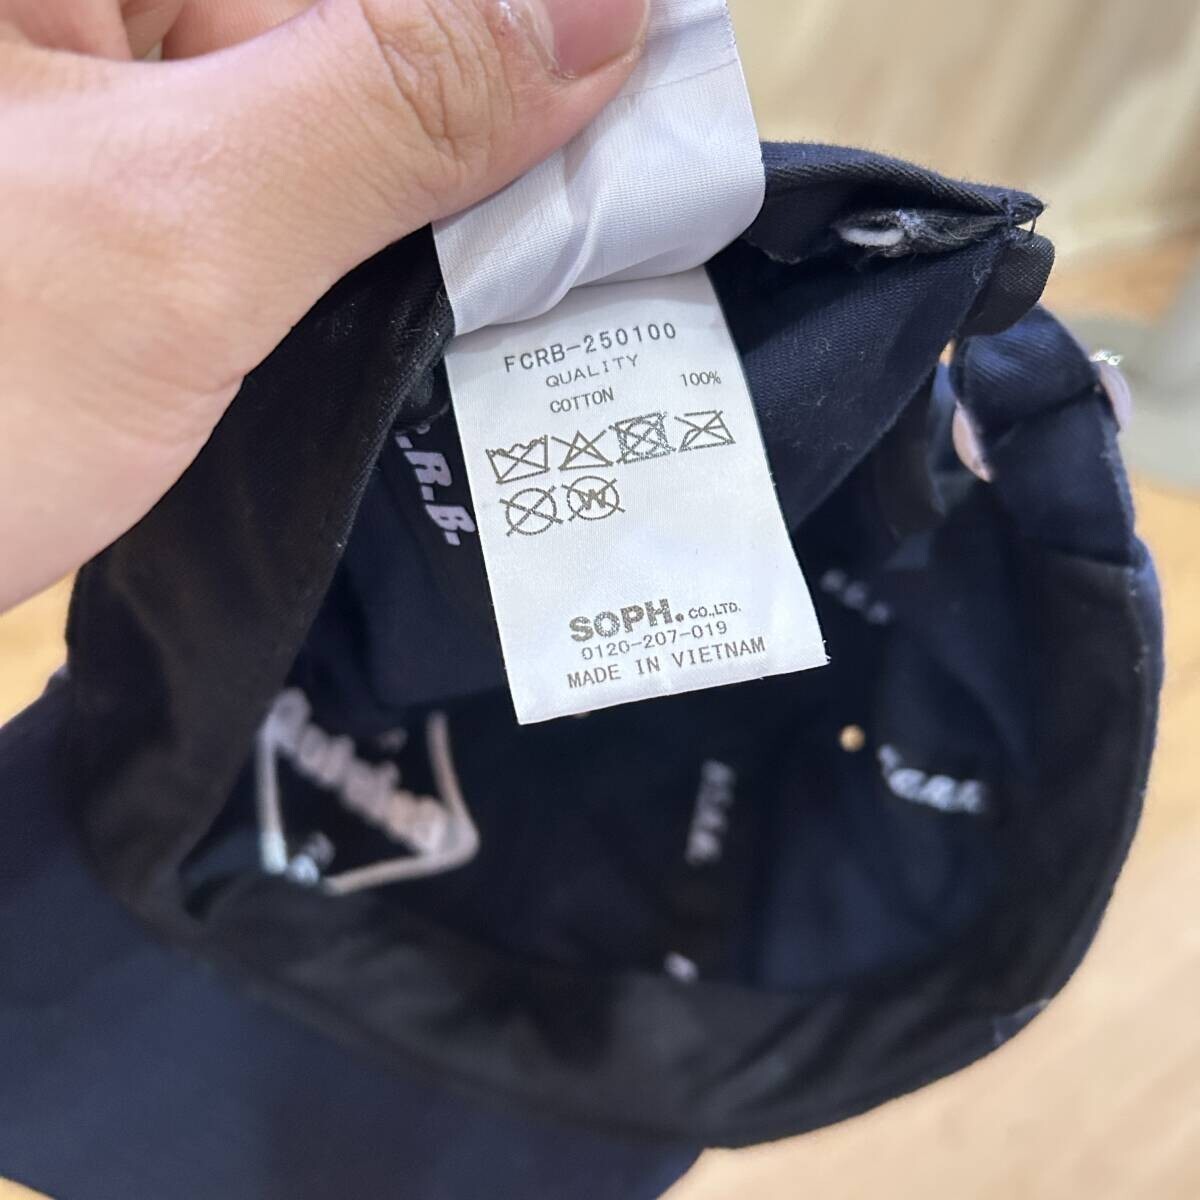 FCRB-250100
QUALITY
COTTON 100%
W
SOPH. CO.,LTD.
0120-207-019
MADE IN VIETNAM
.R.B.
.C.R.B.